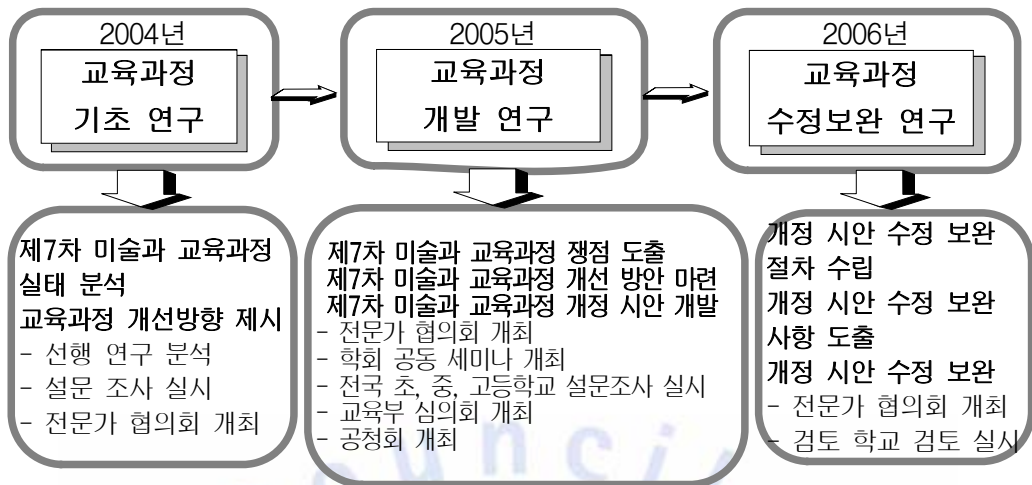 2004년
교육과정
기초 연구
2005년
교육과정
개발 연구
2006년
교육과정
수정보완 연구
제7차 미술과 교육과정
실태 분석
교육과정 개선방향 제시
- 선행 연구 분석
- 설문 조사 실시
- 전문가 협의회 개최
제7차 미술과 교육과정 쟁점 도출
제7차 미술과 교육과정 개선 방안 마련
제7차 미술과 교육과정 개정 시안 개발
- 전문가 협의회 개최
- 학회 공동 세미나 개최
- 전국 초, 중, 고등학교 설문조사 실시
- 교육부 심의회 개최
- 공청회 개최
개정 시안 수정 보완
절차 수립
개정 시안 수정 보완
사항 도출
개정 시안 수정 보완
- 전문가 협의회 개최
- 검토 학교 검토 실시